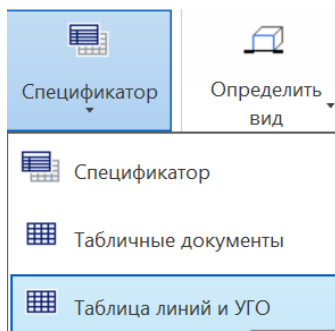 Спецификатор
Определить
вид
Спецификатор
Табличные документы
Таблица линий и УГО